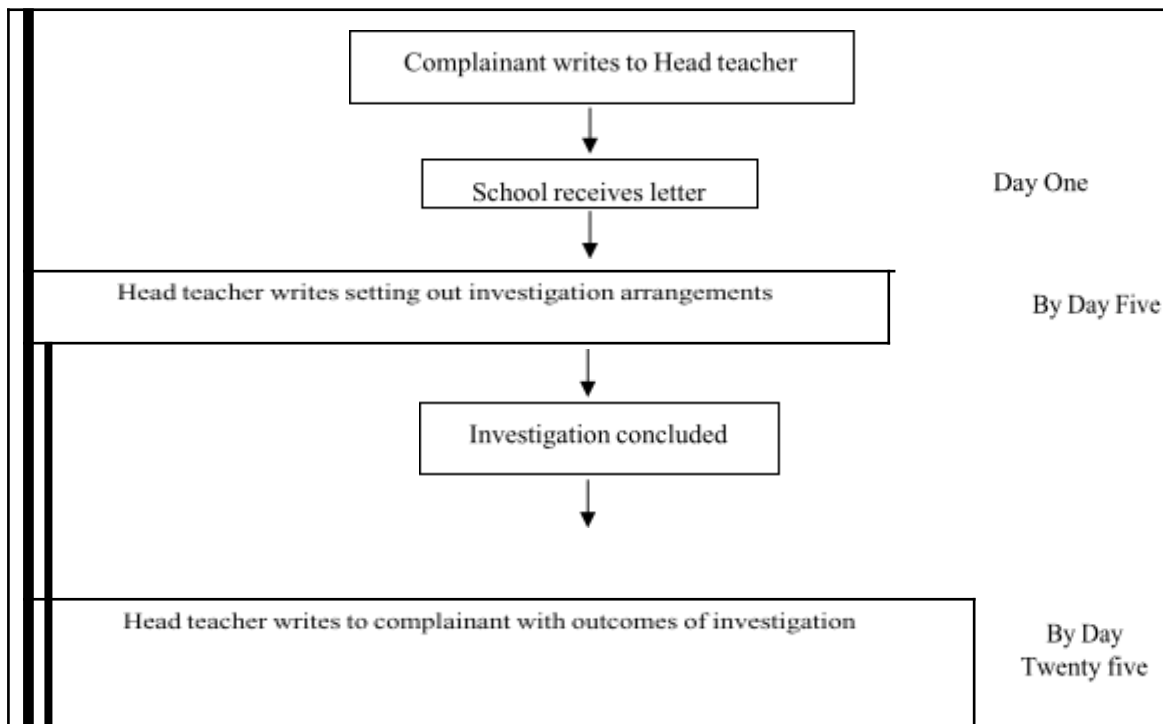 Complainant writes to Head teacher
School receives letter
Day One
Head teacher writes setting out investigation arrangements
By Day Five
Investigation concluded
Head teacher writes to complainant with outcomes of investigation
By Day
Twenty five